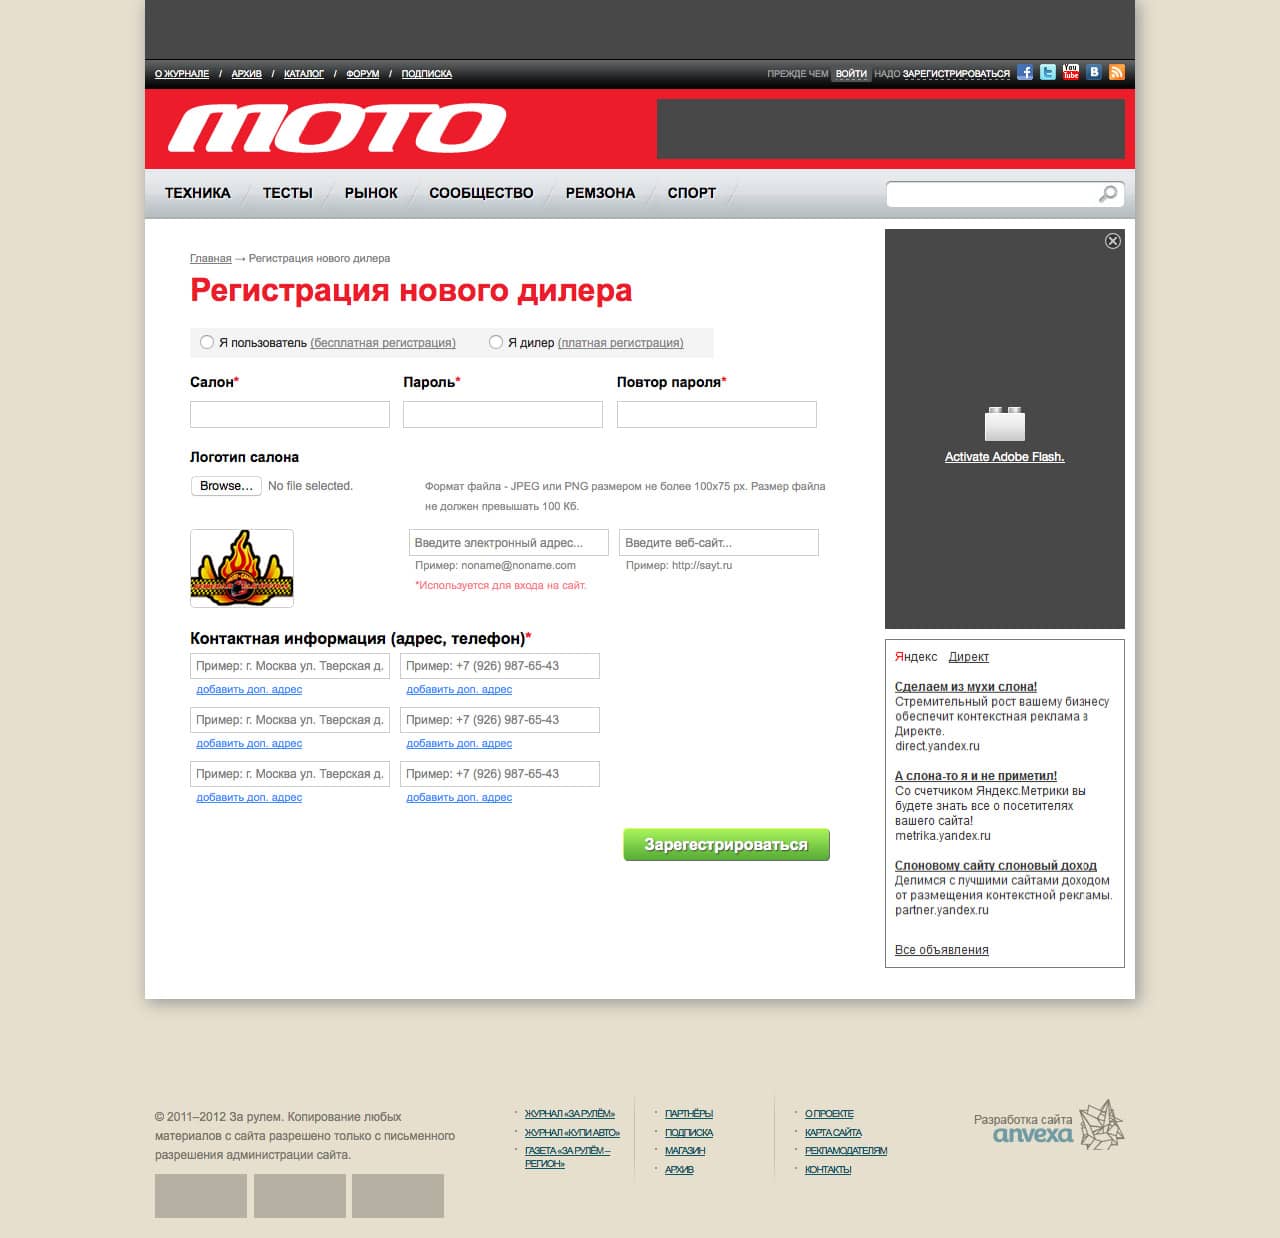 О ЖУРНАЛЕ / АРХИВ / КАТАЛОГ / ФОРУМ / ПОДПИСКА
ПРЕЖДЕ ЧЕМ ВОЙТИ НАДО ЗАРЕГИСТРИРОВАТЬСЯ
You Tube
мото
ТЕХНИКА ТЕСТЫ РЫНОК СООБЩЕСТВО РЕМЗОНА СПОРТ
Главная → Регистрация нового дилера
Регистрация нового дилера
Я пользователь (бесплатная регистрация) Я дилер (платная регистрация)
Салон* Пароль* Повтор пароля*
Логотип салона
Browse... No file selected.
Формат файла - JPEG или PNG размером не более 100x75 px. Размер файла
не должен превышать 100 Кб.
Введите электронный адрес... Введите веб-сайт...
Пример: noname@noname.com Пример: http://sayt.ru
*Используется для входа на сайт.
Контактная информация (адрес, телефон)*
Пример: г. Москва ул. Тверская д. Пример: +7 (926) 987-65-43
добавить доп. адрес добавить доп. адрес
Пример: г. Москва ул. Тверская д. Пример: +7 (926) 987-65-43
добавить доп. адрес добавить доп. адрес
Пример: г. Москва ул. Тверская д. Пример: +7 (926) 987-65-43
добавить доп. адрес добавить доп. адрес
Зарегестрироваться
Activate Adobe Flash.
Яндекс Директ
Сделаем из мухи слона!
Стремительный рост вашему бизнесу
обеспечит контекстная реклама в
Директе.
direct.yandex.ru
А слона-то я и не приметил!
Со счетчиком Яндекс.Метрики вы
будете знать все о посетителях
вашего сайта!
metrika.yandex.ru
Слоновому сайту слоновый доход
Делимся с лучшими сайтами доходом
от размещения контекстной рекламы.
partner.yandex.ru
Все объявления
© 2011–2012 За рулем. Копирование любых
материалов с сайта разрешено только с письменного
разрешения администрации сайта.
ЖУРНАЛ «ЗА РУЛЁМ»
ЖУРНАЛ «КУПИ АВТО»
ГАЗЕТА «ЗА РУЛЁМ –
РЕГИОН»
ПАРТНЁРЫ
ПОДПИСКА
МАГАЗИН
АРХИВ
О ПРОЕКТЕ
КАРТА САЙТА
РЕКЛАМОДАТЕЛЯМ
КОНТАКТЫ
Разработка сайта
anvexa